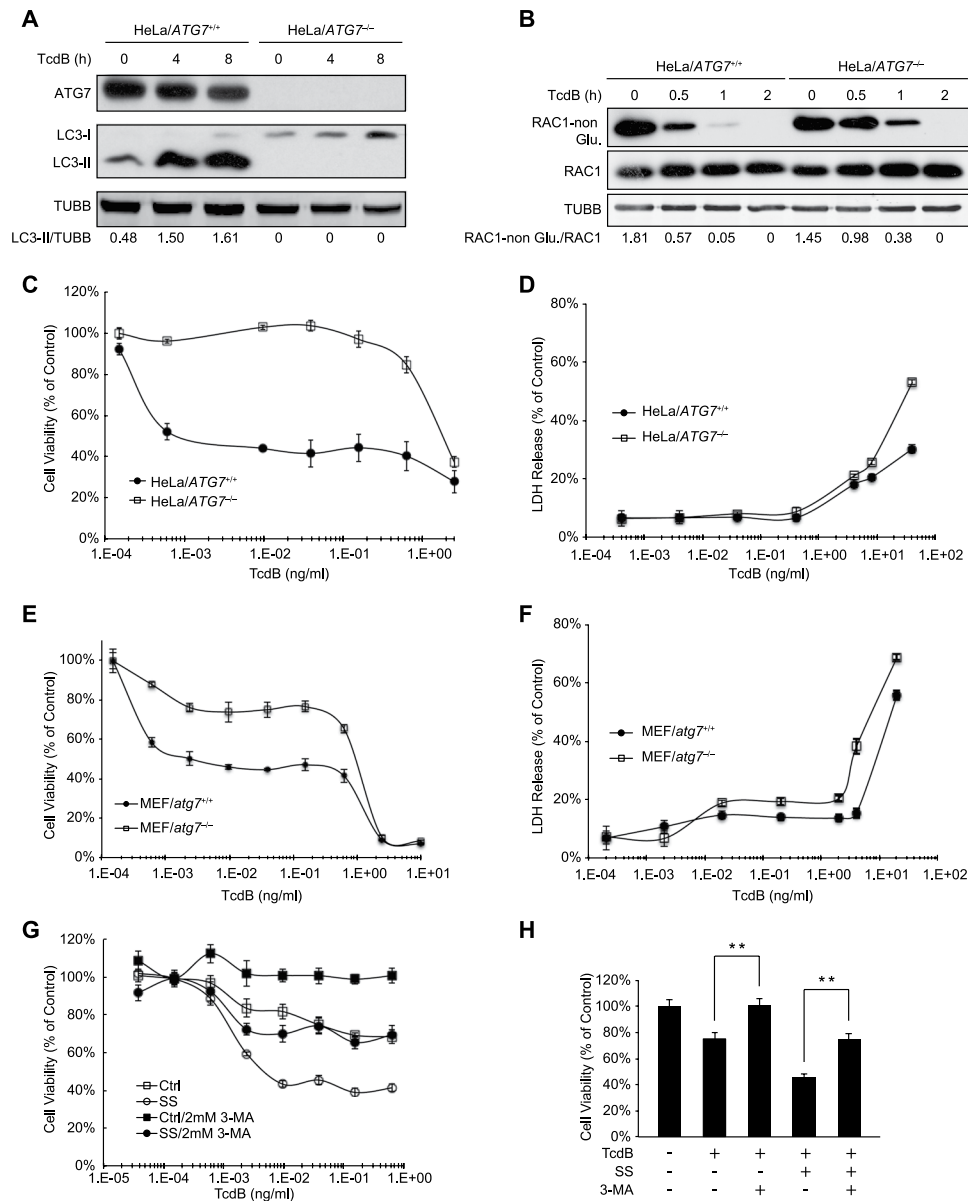 A
HeLa/ATG7+/+ HeLa/ATG7–/–
TcdB (h) 0 4 8 0 4 8
ATG7
LC3-I
LC3-II
TUBB
LC3-II/TUBB 0.48 1.50 1.61 0 0 0
B
HeLa/ATG7+/+ HeLa/ATG7–/–
TcdB (h) 0 0.5 1 2 0 0.5 1 2
RAC1-non
Glu.
RAC1
TUBB
RAC1-non Glu./RAC1 1.81 0.57 0.05 0 1.45 0.98 0.38 0
C
Cell Viability (% of Control)
120%
100%
80%
60%
40%
20%
0%
HeLa/ATG7+/+
HeLa/ATG7–/–
1.E-04 1.E-03 1.E-02 1.E-01 1.E+00
TcdB (ng/ml)
D
LDH Release (% of Control)
80%
60%
40%
20%
0%
HeLa/ATG7+/+
HeLa/ATG7–/–
1.E-04 1.E-03 1.E-02 1.E-01 1.E+00 1.E+01 1.E+02
TcdB (ng/ml)
E
Cell Viability (% of Control)
100%
80%
60%
40%
20%
0%
MEF/atg7+/+
MEF/atg7–/–
1.E-04 1.E-03 1.E-02 1.E-01 1.E+00 1.E+01
TcdB (ng/ml)
F
LDH Release (% of Control)
80%
60%
40%
20%
0%
MEF/atg7+/+
MEF/atg7–/–
1.E-04 1.E-03 1.E-02 1.E-01 1.E+00 1.E+01 1.E+02
TcdB (ng/ml)
G
Cell Viability (% of Control)
120%
100%
80%
60%
40%
20%
0%
Ctrl
SS
Ctrl/2mM 3-MA
SS/2mM 3-MA
1.E-05 1.E-04 1.E-03 1.E-02 1.E-01 1.E+00
TcdB (ng/ml)
H
Cell Viability (% of Control)
120%
100%
80%
60%
40%
20%
0%
**
**
TcdB - + + + +
SS - - - + +
3-MA - - + - +